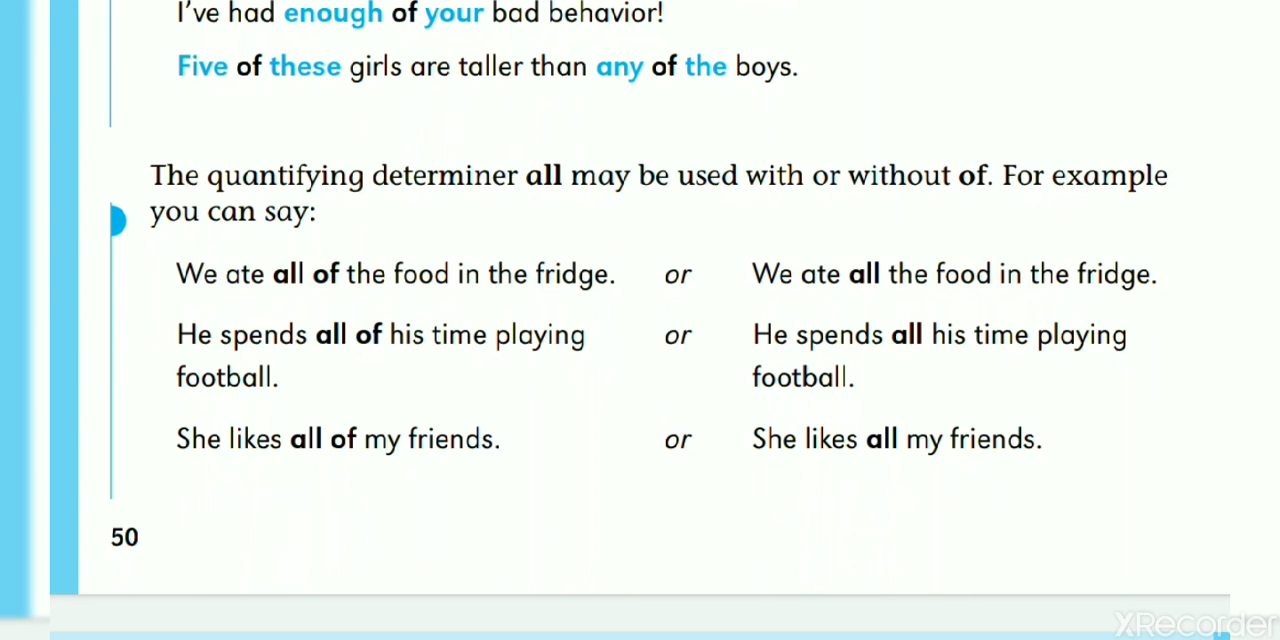 I've had enough of your bad behavior!
Five of these girls are taller than any of the boys.
The quantifying determiner all may be used with or without of. For example
you can say:
We ate all of the food in the fridge. or We ate all the food in the fridge.
He spends all of his time playing or He spends all his time playing
football. football.
She likes all of my friends. or She likes all my friends.
50
XRecorder